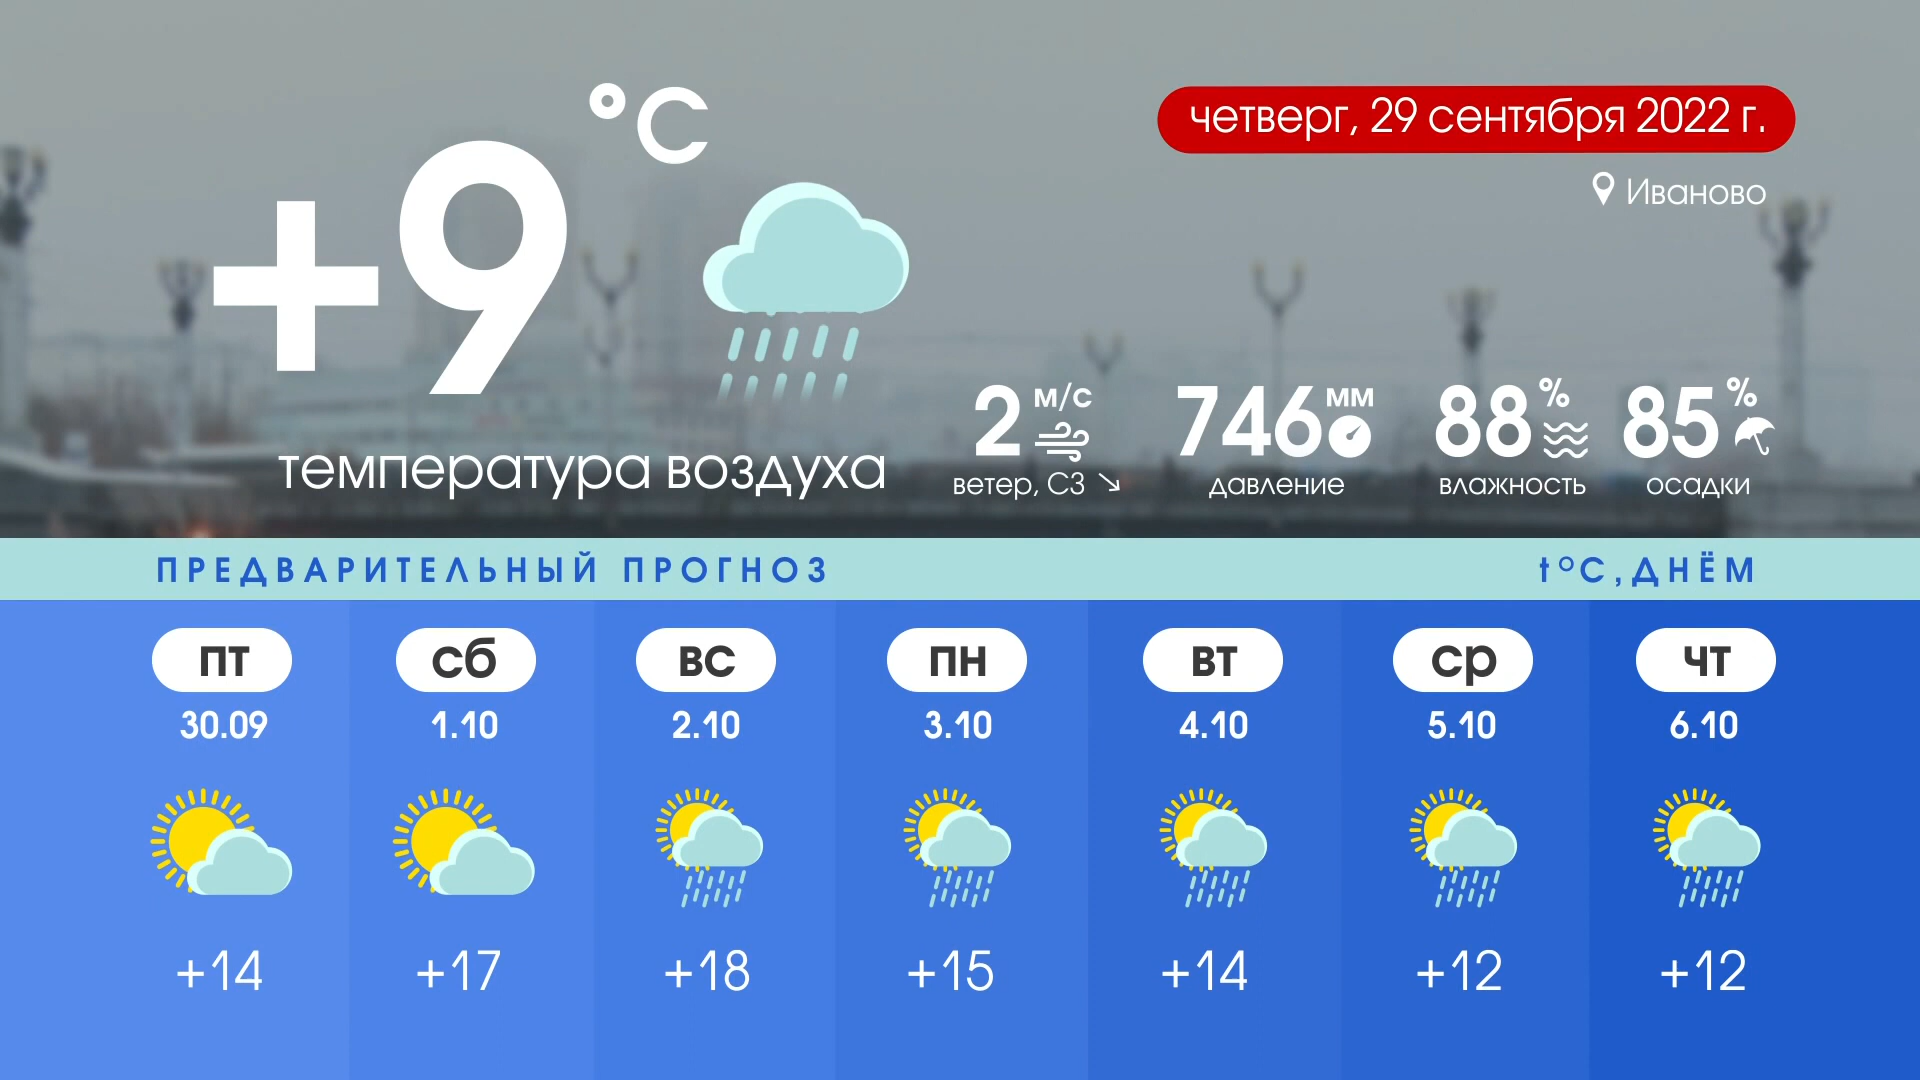 +9 °C
температура воздуха
четверг, 29 сентября 2022 г.
Иваново
2 м/с
ветер, СЗ ↘
746 мм
давление
88 %
влажность
85 %
осадки
ПРЕДВАРИТЕЛЬНЫЙ ПРОГНОЗ
t°C, ДНЁМ
пт сб вс пн вт ср чт
30.09 1.10 2.10 3.10 4.10 5.10 6.10
+14 +17 +18 +15 +14 +12 +12